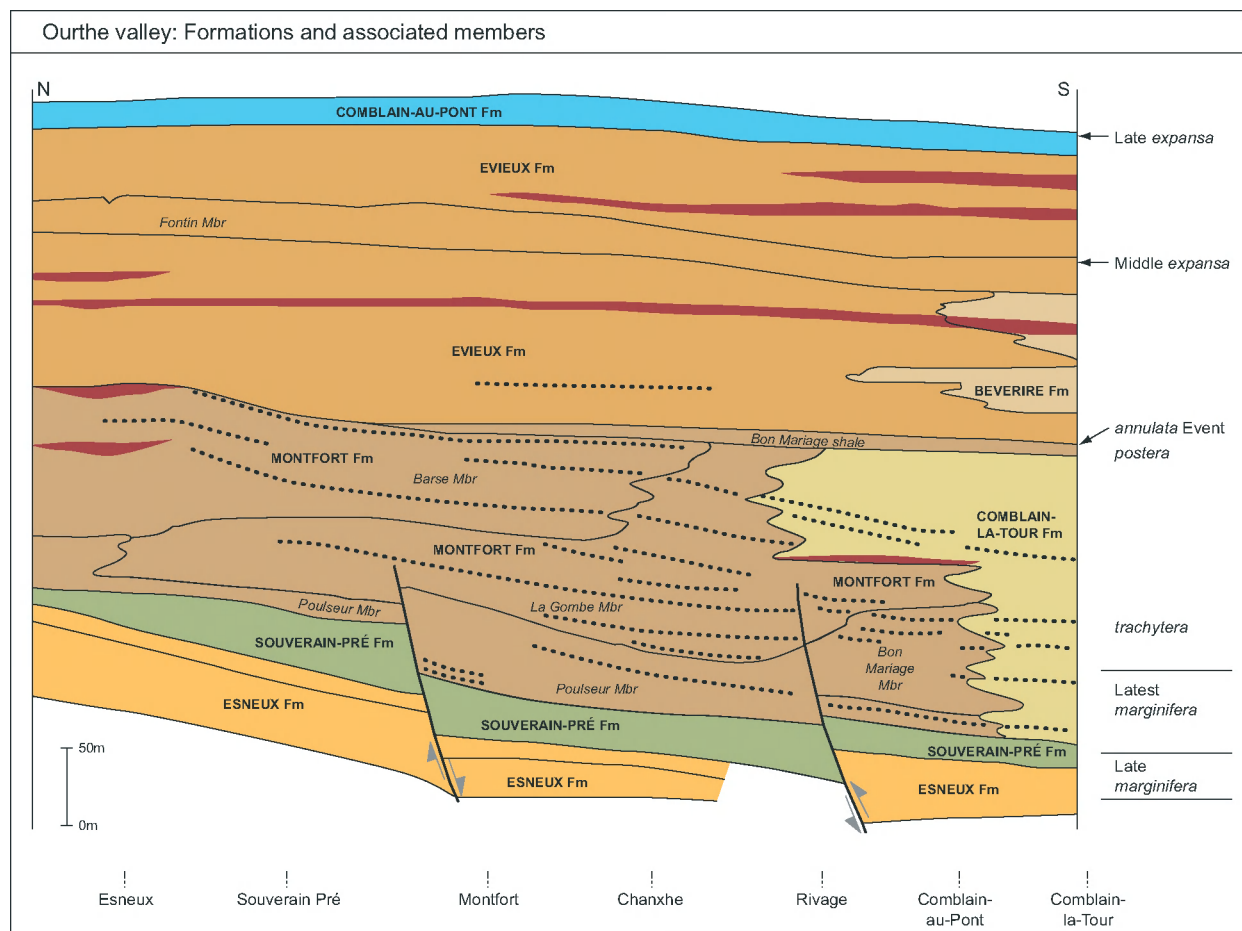 Ourthe valley: Formations and associated members
N
S
COMBLAIN-AU-PONT Fm
Late expansa
EVIEUX Fm
Fontin Mbr
Middle expansa
EVIEUX Fm
BEVERIRE Fm
Bon Mariage shale
annulata Event
postera
MONTFORT Fm
Barse Mbr
COMBLAIN-
LA-TOUR Fm
MONTFORT Fm
MONTFORT Fm
Poulseur Mbr
La Gombe Mbr
trachytera
SOUVERAIN-PRÉ Fm
Bon
Mariage
Mbr
Poulseur Mbr
Latest
marginifera
ESNEUX Fm
SOUVERAIN-PRÉ Fm
SOUVERAIN-PRÉ Fm
50m
Late
marginifera
ESNEUX Fm
ESNEUX Fm
0m
Esneux
Souverain Pré
Montfort
Chanxhe
Rivage
Comblain-
au-Pont
Comblain-
la-Tour